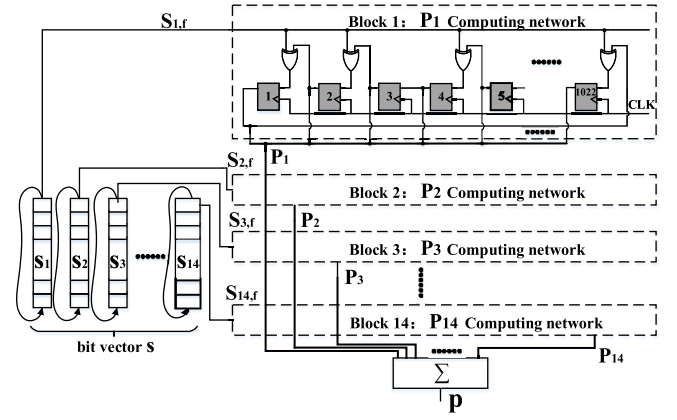 S1,f
Block 1: P1 Computing network
1 2 3 4 5 1022
CLK
P1
S2,f
Block 2: P2 Computing network
S3,f
P2
Block 3: P3 Computing network
S1 S2 S3 S14
P3
S14,f
Block 14: P14 Computing network
bit vector S
P14
Σ
p